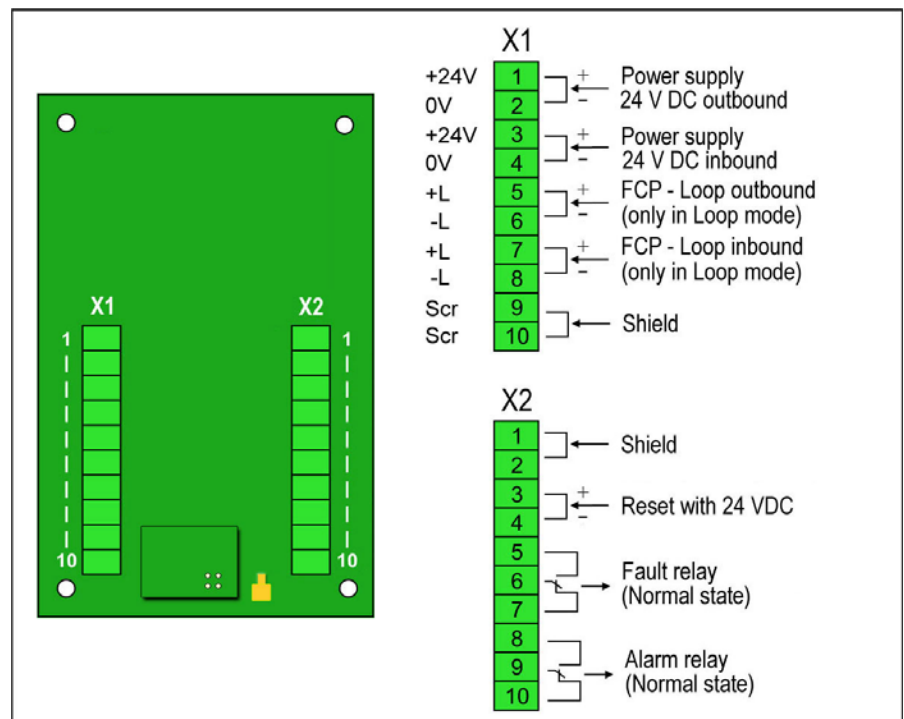 X1 X2
1 1
10 10
X1
+24V 1 + Power supply
0V 2 – 24 V DC outbound
+24V 3 + Power supply
0V 4 – 24 V DC inbound
+L 5 + FCP - Loop outbound
-L 6 – (only in Loop mode)
+L 7 + FCP - Loop inbound
-L 8 – (only in Loop mode)
Scr 9
Scr 10 Shield
X2
1 Shield
2
3 + Reset with 24 VDC
4 –
5
6 Fault relay
7 (Normal state)
8
9 Alarm relay
10 (Normal state)